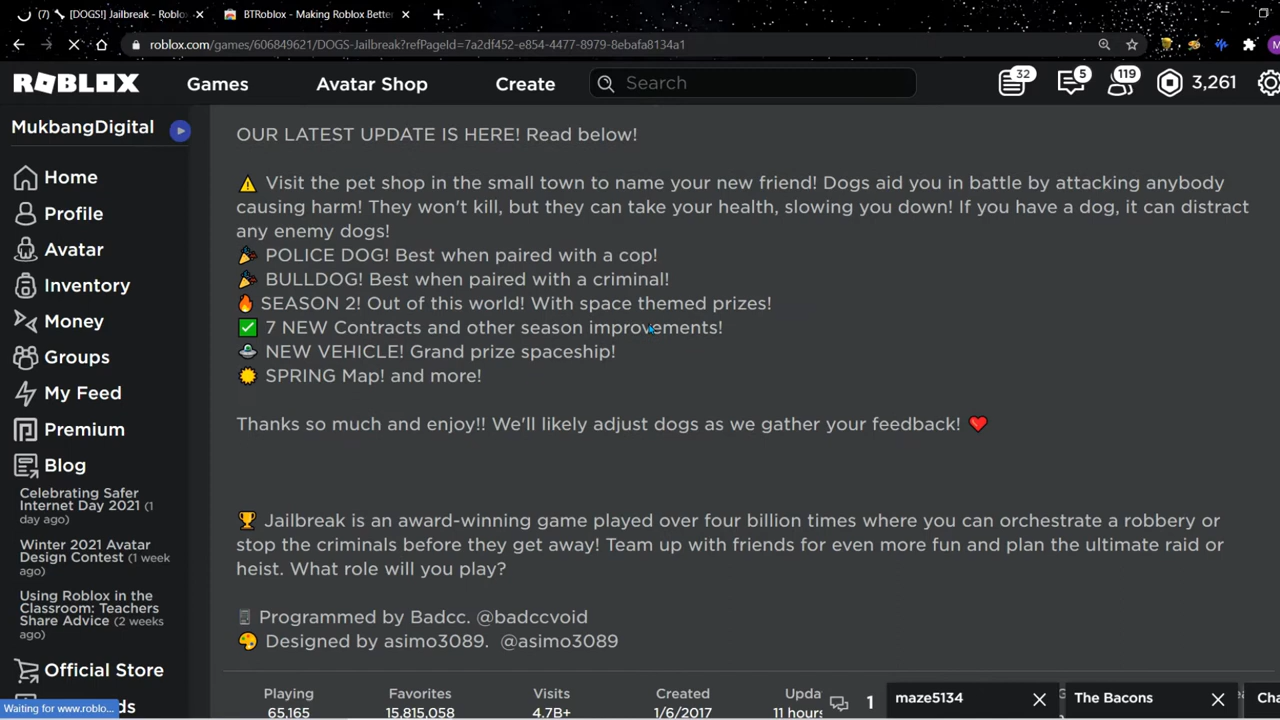 (7) [DOGS!] Jailbreak - Roblox
BTRoblox - Making Roblox Better
roblox.com/games/606849621/DOGS-Jailbreak?refPageId=7a2df452-e854-4477-8979-8ebafa8134a1
ROBLOX
Games
Avatar Shop
Create
Search
32
5
119
3,261
MukbangDigital
Home
Profile
Avatar
Inventory
Money
Groups
My Feed
Premium
Blog
Celebrating Safer
Internet Day 2021 (1
day ago)
Winter 2021 Avatar
Design Contest (1 week
ago)
Using Roblox in the
Classroom: Teachers
Share Advice (2 weeks
ago)
Official Store
OUR LATEST UPDATE IS HERE! Read below!
⚠️ Visit the pet shop in the small town to name your new friend! Dogs aid you in battle by attacking anybody
causing harm! They won't kill, but they can take your health, slowing you down! If you have a dog, it can distract
any enemy dogs!
🎉 POLICE DOG! Best when paired with a cop!
🎉 BULLDOG! Best when paired with a criminal!
🔥 SEASON 2! Out of this world! With space themed prizes!
✅ 7 NEW Contracts and other season improvements!
🛸 NEW VEHICLE! Grand prize spaceship!
☀️ SPRING Map! and more!
Thanks so much and enjoy!! We'll likely adjust dogs as we gather your feedback! ❤️
🏆 Jailbreak is an award-winning game played over four billion times where you can orchestrate a robbery or
stop the criminals before they get away! Team up with friends for even more fun and plan the ultimate raid or
heist. What role will you play?
Programmed by Badcc. @badccvoid
🎨 Designed by asimo3089. @asimo3089
Playing
Favorites
Visits
Created
Upda
65,165
15,815,058
4.7B+
1/6/2017
11 hours
1
maze5134
The Bacons
Cha
Waiting for www.roblo...
ds